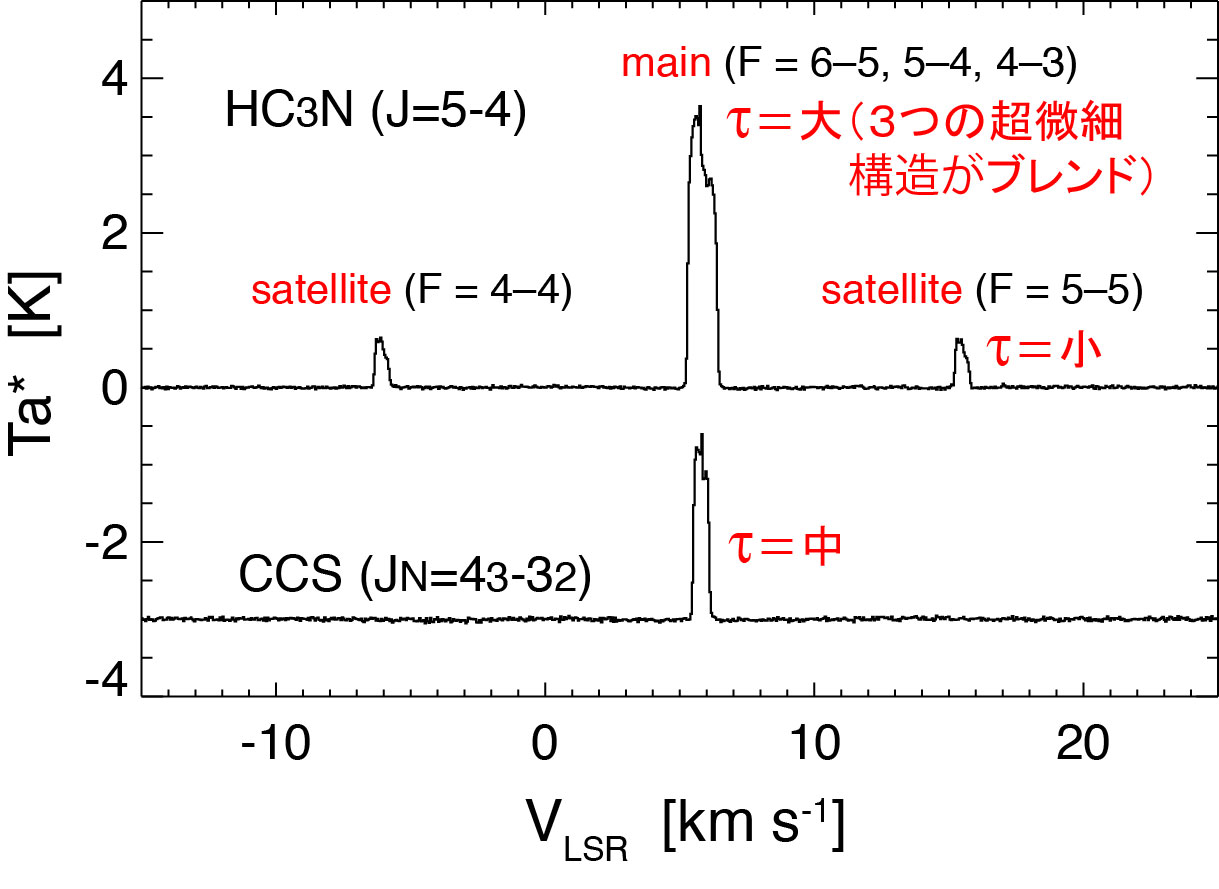 main (F = 6–5, 5–4, 4–3)
HC3N (J=5-4)
τ＝大（３つの超微細
構造がブレンド）
satellite (F = 4–4)
satellite (F = 5–5)
τ＝小
τ＝中
CCS (JN=43-32)
4
2
0
-2
-4
Ta* [K]
-10 0 10 20
VLSR [km s-1]